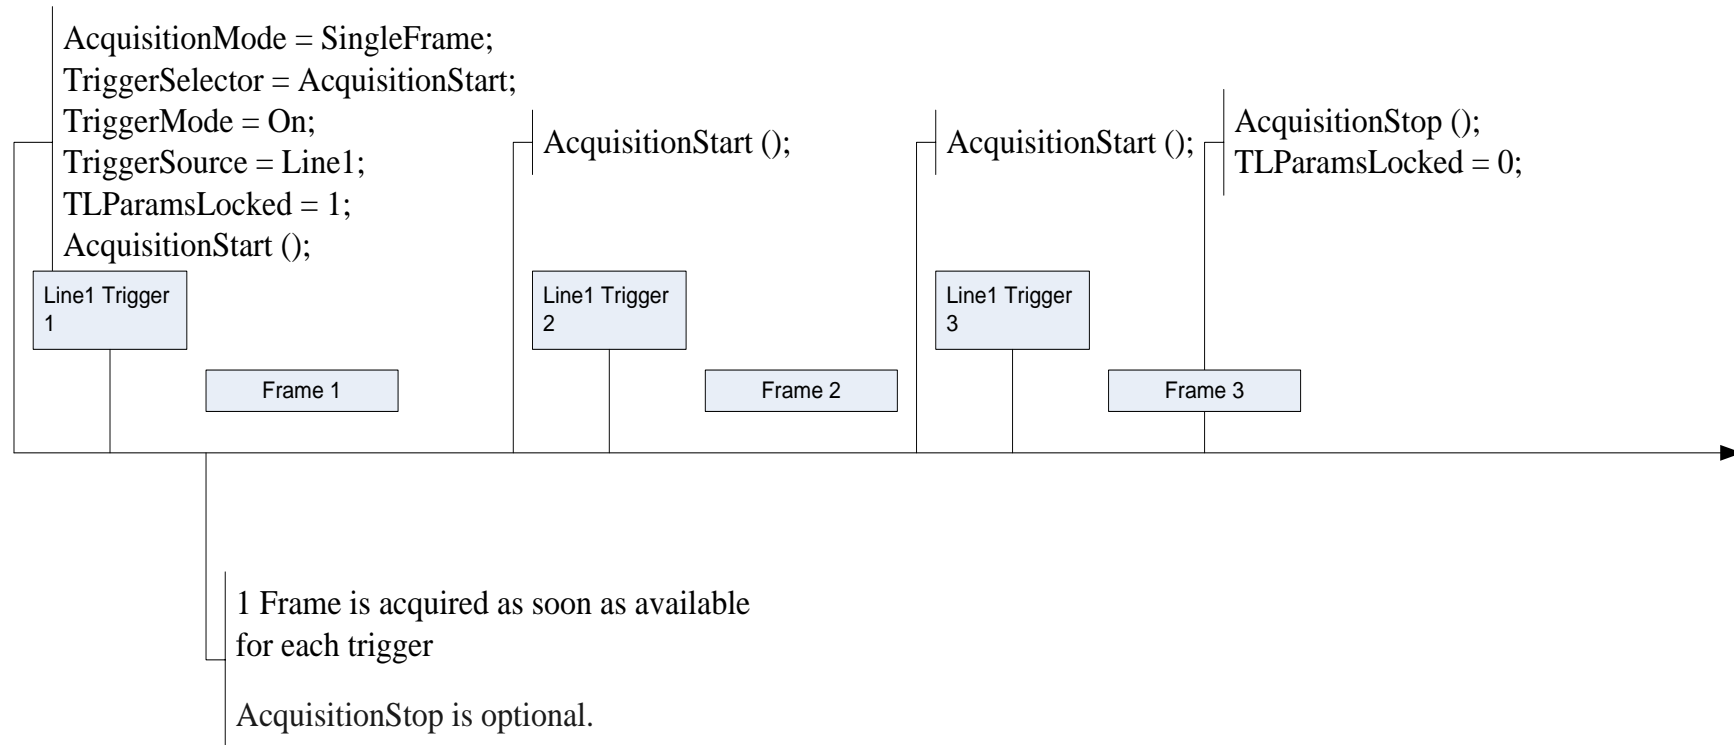 AcquisitionMode = SingleFrame;
TriggerSelector = AcquisitionStart;
TriggerMode = On;
TriggerSource = Line1;
TLParamsLocked = 1;
AcquisitionStart ();
AcquisitionStart ();
AcquisitionStart ();
AcquisitionStop ();
TLParamsLocked = 0;
Line1 Trigger
1
Line1 Trigger
2
Line1 Trigger
3
Frame 1
Frame 2
Frame 3
1 Frame is acquired as soon as available
for each trigger
AcquisitionStop is optional.